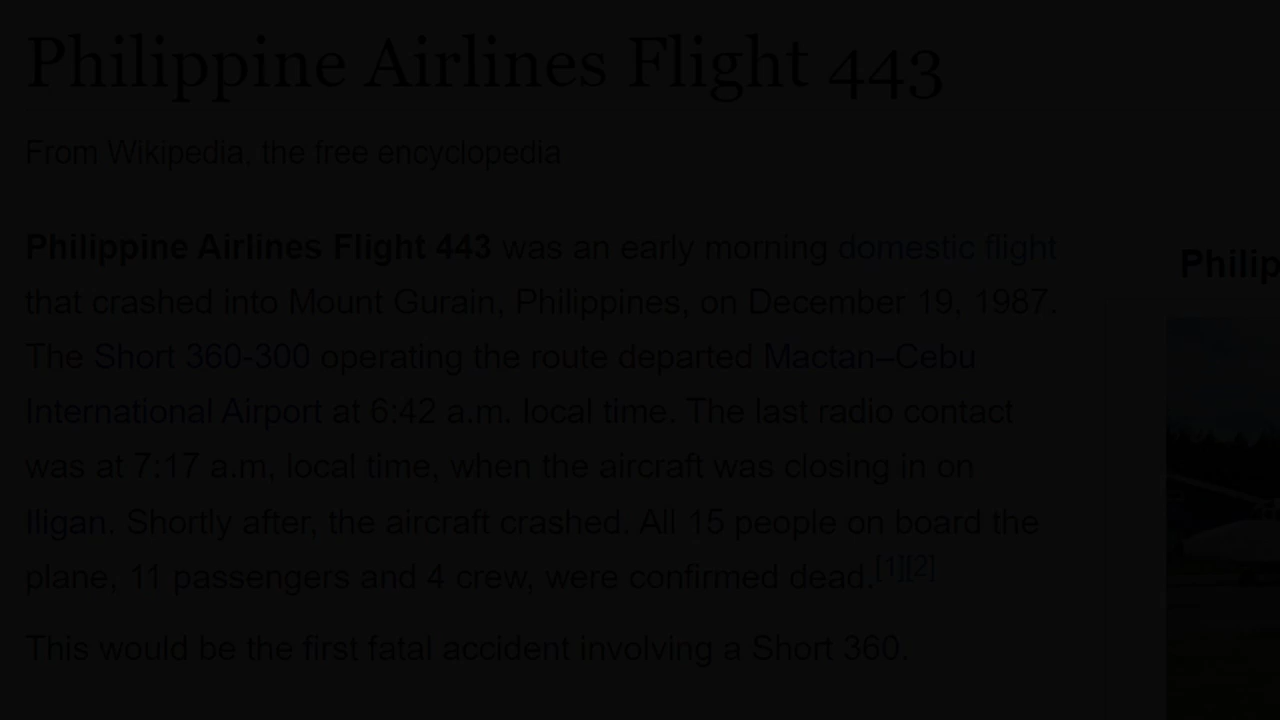 Philippine Airlines Flight 443
From Wikipedia, the free encyclopedia
Philippine Airlines Flight 443 was an early morning domestic flight
that crashed into Mount Gurain, Philippines, on December 19, 1987.
The Short 360-300 operating the route departed Mactan–Cebu
International Airport at 6:42 a.m. local time. The last radio contact
was at 7:17 a.m, local time, when the aircraft was closing in on
Iligan. Shortly after, the aircraft crashed. All 15 people on board the
plane, 11 passengers and 4 crew, were confirmed dead.[1][2]
This would be the first fatal accident involving a Short 360.
Philip